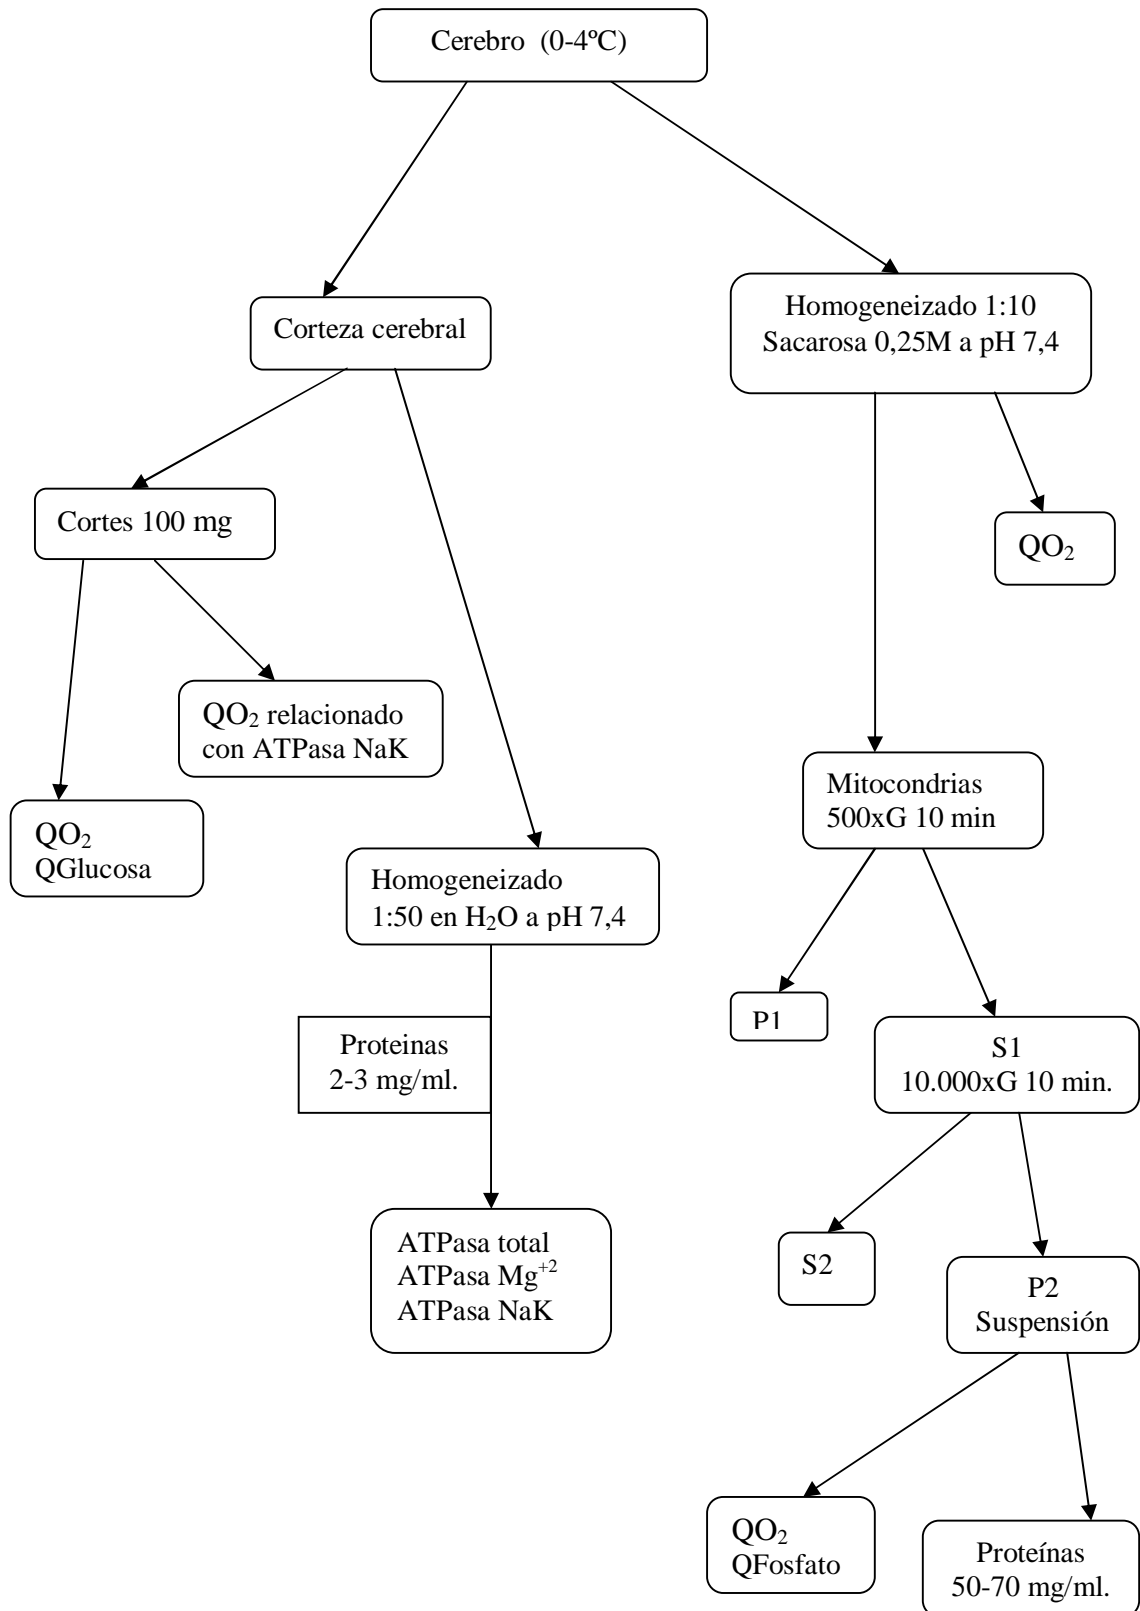 Cerebro (0-4ºC)
Homogeneizado 1:10
Sacarosa 0,25M a pH 7,4
Corteza cerebral
Cortes 100 mg
QO₂
QO₂ relacionado
con ATPasa NaK
Mitocondrias
500xG 10 min
QO₂
QGlucosa
Homogeneizado
1:50 en H₂O a pH 7,4
P1
S1
10.000xG 10 min.
Proteinas
2-3 mg/ml.
ATPasa total
ATPasa Mg⁺²
ATPasa NaK
S2
P2
Suspensión
QO₂
QFosfato
Proteínas
50-70 mg/ml.